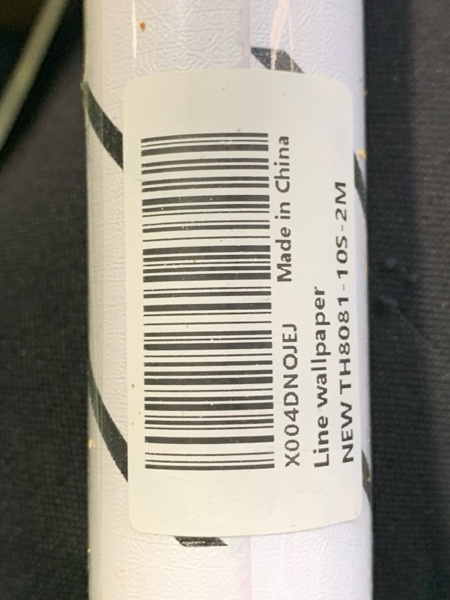 X004DNOJEJ Made in China
Line wallpaper
NEW TH8081-10S-2M